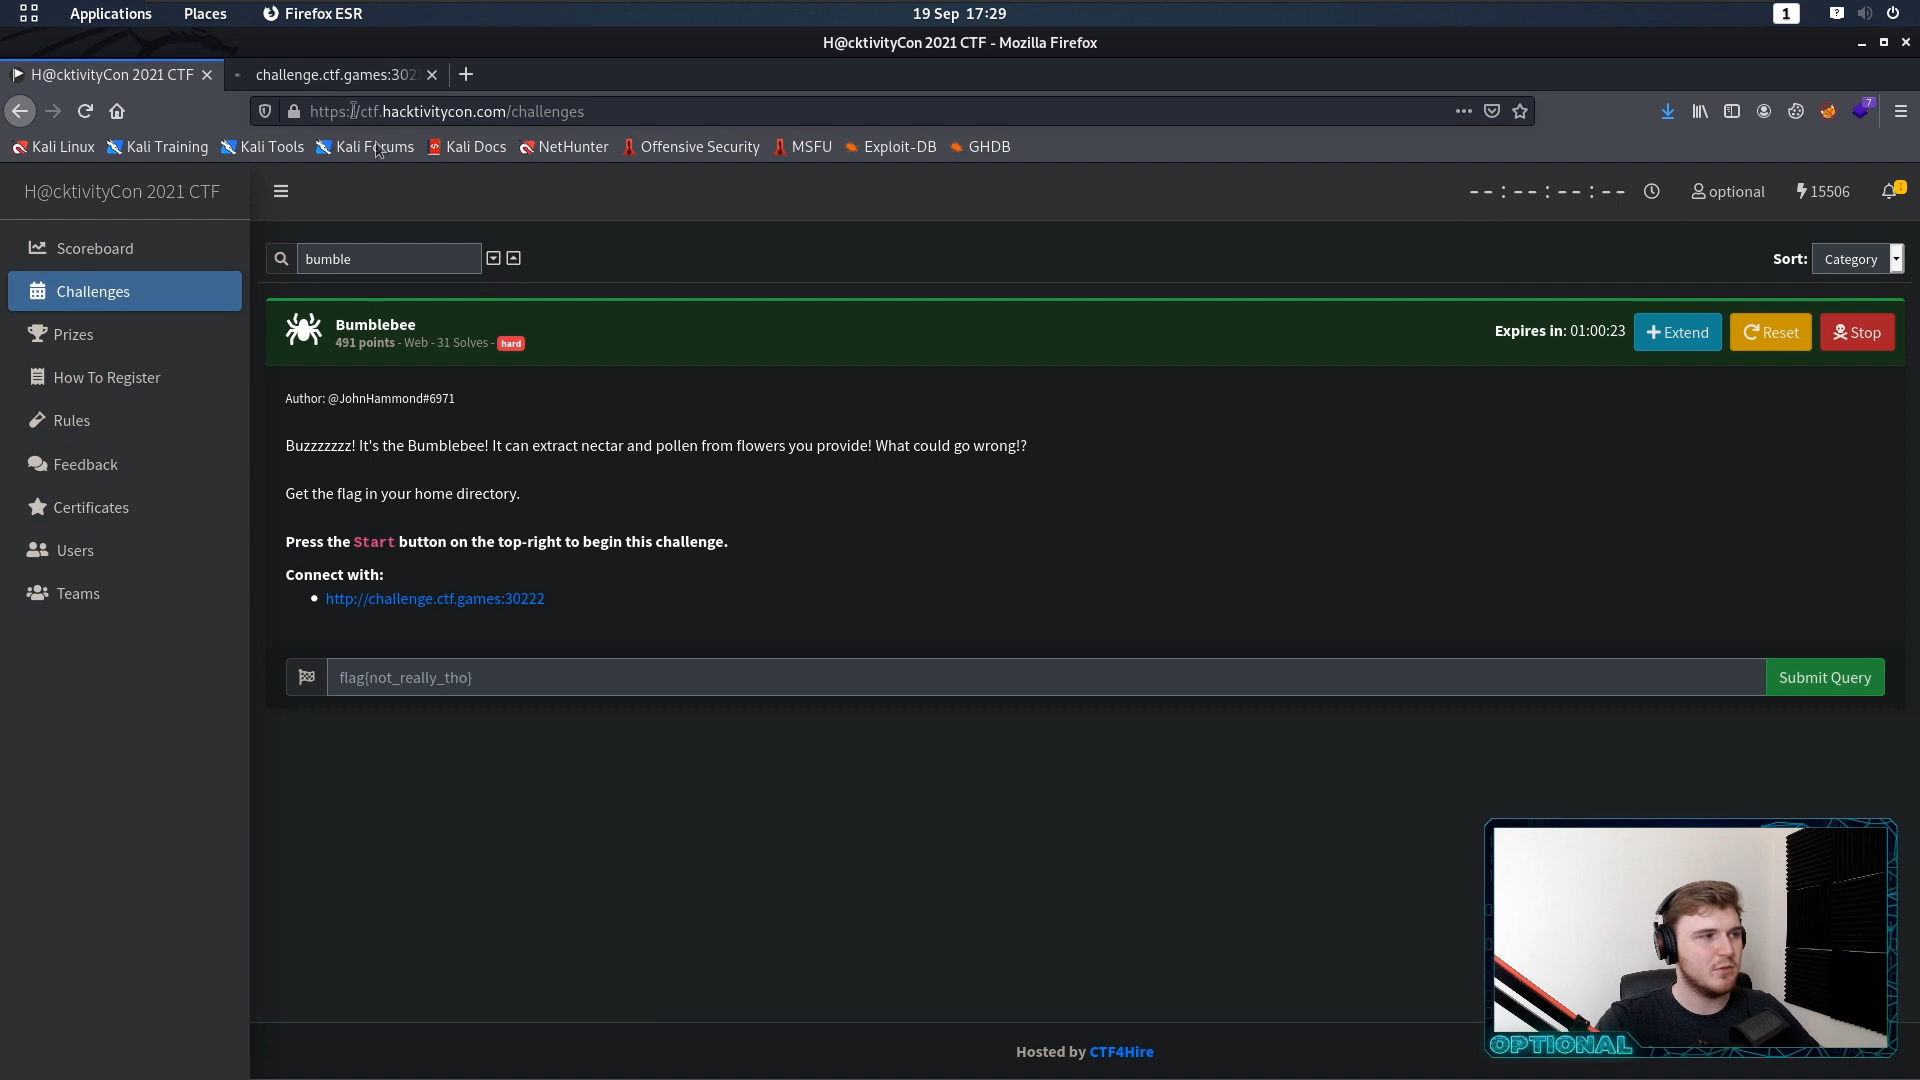 Applications Places Firefox ESR 19 Sep 17:29 1
H@cktivityCon 2021 CTF - Mozilla Firefox
H@cktivityCon 2021 CTF challenge.ctf.games:302
https://ctf.hacktivitycon.com/challenges 7
Kali Linux Kali Training Kali Tools Kali Forums Kali Docs NetHunter Offensive Security MSFU Exploit-DB GHDB
H@cktivityCon 2021 CTF --:--:--:-- optional 15506 1
Scoreboard
Challenges
Prizes
How To Register
Rules
Feedback
Certificates
Users
Teams
bumble Sort: Category
Bumblebee
491 points - Web - 31 Solves - hard
Expires in: 01:00:23 Extend Reset Stop
Author: @JohnHammond#6971
Buzzzzzzz! It's the Bumblebee! It can extract nectar and pollen from flowers you provide! What could go wrong!?
Get the flag in your home directory.
Press the Start button on the top-right to begin this challenge.
Connect with:
http://challenge.ctf.games:30222
flag{not_really_tho} Submit Query
Hosted by CTF4Hire
OPTIONAL